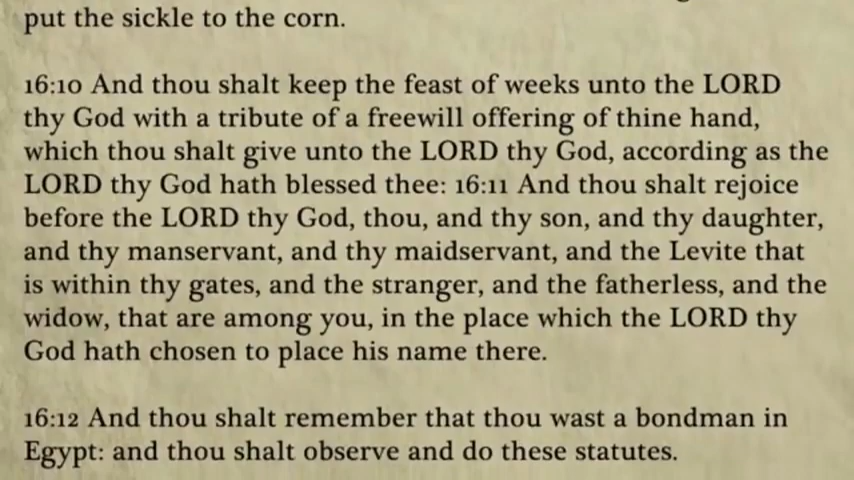 put the sickle to the corn.
16:10 And thou shalt keep the feast of weeks unto the LORD
thy God with a tribute of a freewill offering of thine hand,
which thou shalt give unto the LORD thy God, according as the
LORD thy God hath blessed thee: 16:11 And thou shalt rejoice
before the LORD thy God, thou, and thy son, and thy daughter,
and thy manservant, and thy maidservant, and the Levite that
is within thy gates, and the stranger, and the fatherless, and the
widow, that are among you, in the place which the LORD thy
God hath chosen to place his name there.
16:12 And thou shalt remember that thou wast a bondman in
Egypt: and thou shalt observe and do these statutes.